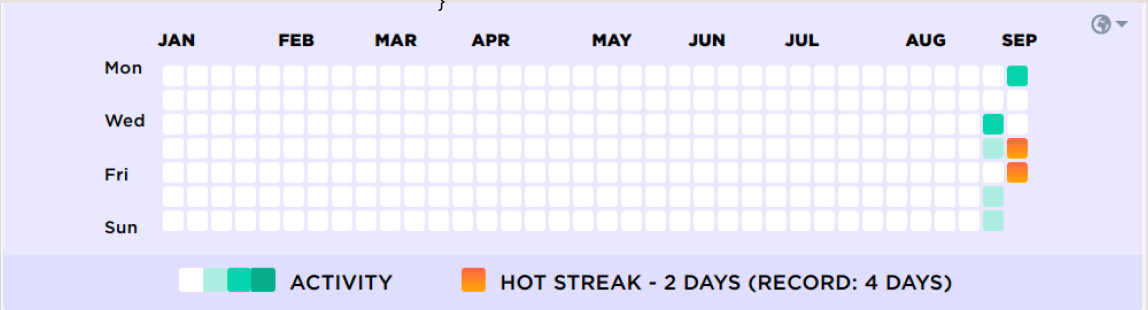 }
JAN FEB MAR APR MAY JUN JUL AUG SEP
Mon
Wed
Fri
Sun
ACTIVITY HOT STREAK - 2 DAYS (RECORD: 4 DAYS)